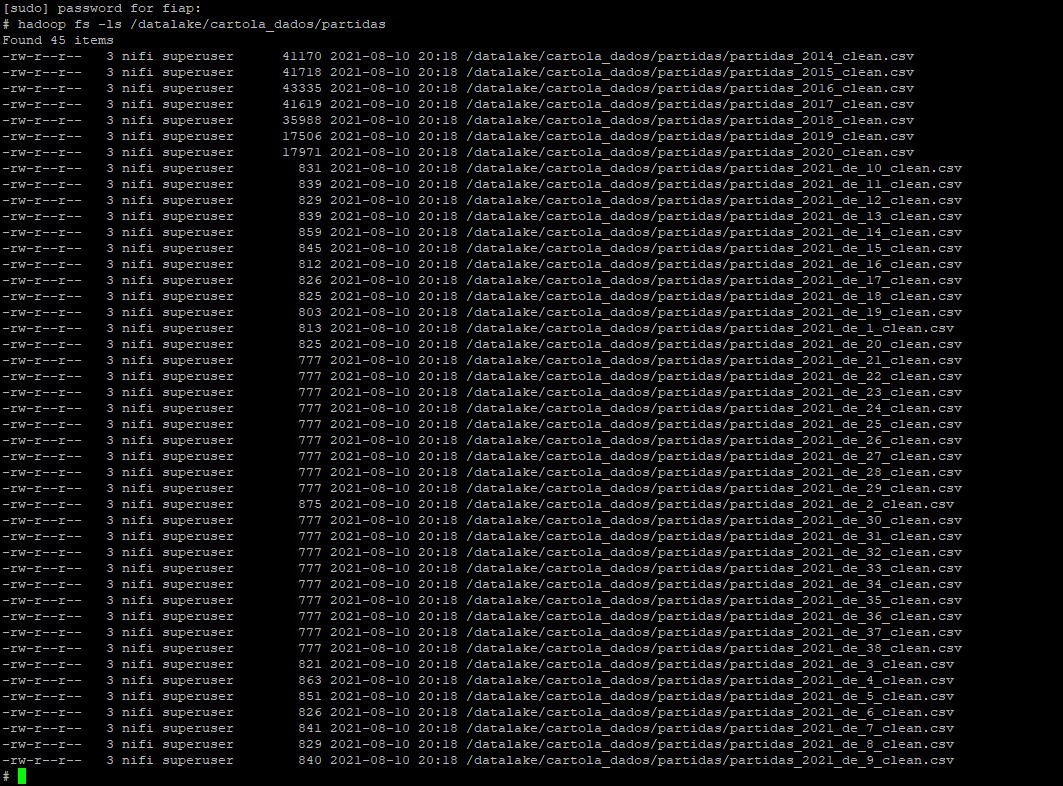 [sudo] password for fiap:
# hadoop fs -ls /datalake/cartola_dados/partidas
Found 45 items
-rw-r--r--   3 nifi superuser      41170 2021-08-10 20:18 /datalake/cartola_dados/partidas/partidas_2014_clean.csv
-rw-r--r--   3 nifi superuser      41718 2021-08-10 20:18 /datalake/cartola_dados/partidas/partidas_2015_clean.csv
-rw-r--r--   3 nifi superuser      43335 2021-08-10 20:18 /datalake/cartola_dados/partidas/partidas_2016_clean.csv
-rw-r--r--   3 nifi superuser      41619 2021-08-10 20:18 /datalake/cartola_dados/partidas/partidas_2017_clean.csv
-rw-r--r--   3 nifi superuser      35988 2021-08-10 20:18 /datalake/cartola_dados/partidas/partidas_2018_clean.csv
-rw-r--r--   3 nifi superuser      17506 2021-08-10 20:18 /datalake/cartola_dados/partidas/partidas_2019_clean.csv
-rw-r--r--   3 nifi superuser      17971 2021-08-10 20:18 /datalake/cartola_dados/partidas/partidas_2020_clean.csv
-rw-r--r--   3 nifi superuser        831 2021-08-10 20:18 /datalake/cartola_dados/partidas/partidas_2021_de_10_clean.csv
-rw-r--r--   3 nifi superuser        839 2021-08-10 20:18 /datalake/cartola_dados/partidas/partidas_2021_de_11_clean.csv
-rw-r--r--   3 nifi superuser        829 2021-08-10 20:18 /datalake/cartola_dados/partidas/partidas_2021_de_12_clean.csv
-rw-r--r--   3 nifi superuser        839 2021-08-10 20:18 /datalake/cartola_dados/partidas/partidas_2021_de_13_clean.csv
-rw-r--r--   3 nifi superuser        859 2021-08-10 20:18 /datalake/cartola_dados/partidas/partidas_2021_de_14_clean.csv
-rw-r--r--   3 nifi superuser        845 2021-08-10 20:18 /datalake/cartola_dados/partidas/partidas_2021_de_15_clean.csv
-rw-r--r--   3 nifi superuser        812 2021-08-10 20:18 /datalake/cartola_dados/partidas/partidas_2021_de_16_clean.csv
-rw-r--r--   3 nifi superuser        826 2021-08-10 20:18 /datalake/cartola_dados/partidas/partidas_2021_de_17_clean.csv
-rw-r--r--   3 nifi superuser        825 2021-08-10 20:18 /datalake/cartola_dados/partidas/partidas_2021_de_18_clean.csv
-rw-r--r--   3 nifi superuser        803 2021-08-10 20:18 /datalake/cartola_dados/partidas/partidas_2021_de_19_clean.csv
-rw-r--r--   3 nifi superuser        813 2021-08-10 20:18 /datalake/cartola_dados/partidas/partidas_2021_de_1_clean.csv
-rw-r--r--   3 nifi superuser        825 2021-08-10 20:18 /datalake/cartola_dados/partidas/partidas_2021_de_20_clean.csv
-rw-r--r--   3 nifi superuser        777 2021-08-10 20:18 /datalake/cartola_dados/partidas/partidas_2021_de_21_clean.csv
-rw-r--r--   3 nifi superuser        777 2021-08-10 20:18 /datalake/cartola_dados/partidas/partidas_2021_de_22_clean.csv
-rw-r--r--   3 nifi superuser        777 2021-08-10 20:18 /datalake/cartola_dados/partidas/partidas_2021_de_23_clean.csv
-rw-r--r--   3 nifi superuser        777 2021-08-10 20:18 /datalake/cartola_dados/partidas/partidas_2021_de_24_clean.csv
-rw-r--r--   3 nifi superuser        777 2021-08-10 20:18 /datalake/cartola_dados/partidas/partidas_2021_de_25_clean.csv
-rw-r--r--   3 nifi superuser        777 2021-08-10 20:18 /datalake/cartola_dados/partidas/partidas_2021_de_26_clean.csv
-rw-r--r--   3 nifi superuser        777 2021-08-10 20:18 /datalake/cartola_dados/partidas/partidas_2021_de_27_clean.csv
-rw-r--r--   3 nifi superuser        777 2021-08-10 20:18 /datalake/cartola_dados/partidas/partidas_2021_de_28_clean.csv
-rw-r--r--   3 nifi superuser        777 2021-08-10 20:18 /datalake/cartola_dados/partidas/partidas_2021_de_29_clean.csv
-rw-r--r--   3 nifi superuser        875 2021-08-10 20:18 /datalake/cartola_dados/partidas/partidas_2021_de_2_clean.csv
-rw-r--r--   3 nifi superuser        777 2021-08-10 20:18 /datalake/cartola_dados/partidas/partidas_2021_de_30_clean.csv
-rw-r--r--   3 nifi superuser        777 2021-08-10 20:18 /datalake/cartola_dados/partidas/partidas_2021_de_31_clean.csv
-rw-r--r--   3 nifi superuser        777 2021-08-10 20:18 /datalake/cartola_dados/partidas/partidas_2021_de_32_clean.csv
-rw-r--r--   3 nifi superuser        777 2021-08-10 20:18 /datalake/cartola_dados/partidas/partidas_2021_de_33_clean.csv
-rw-r--r--   3 nifi superuser        777 2021-08-10 20:18 /datalake/cartola_dados/partidas/partidas_2021_de_34_clean.csv
-rw-r--r--   3 nifi superuser        777 2021-08-10 20:18 /datalake/cartola_dados/partidas/partidas_2021_de_35_clean.csv
-rw-r--r--   3 nifi superuser        777 2021-08-10 20:18 /datalake/cartola_dados/partidas/partidas_2021_de_36_clean.csv
-rw-r--r--   3 nifi superuser        777 2021-08-10 20:18 /datalake/cartola_dados/partidas/partidas_2021_de_37_clean.csv
-rw-r--r--   3 nifi superuser        777 2021-08-10 20:18 /datalake/cartola_dados/partidas/partidas_2021_de_38_clean.csv
-rw-r--r--   3 nifi superuser        821 2021-08-10 20:18 /datalake/cartola_dados/partidas/partidas_2021_de_3_clean.csv
-rw-r--r--   3 nifi superuser        863 2021-08-10 20:18 /datalake/cartola_dados/partidas/partidas_2021_de_4_clean.csv
-rw-r--r--   3 nifi superuser        851 2021-08-10 20:18 /datalake/cartola_dados/partidas/partidas_2021_de_5_clean.csv
-rw-r--r--   3 nifi superuser        826 2021-08-10 20:18 /datalake/cartola_dados/partidas/partidas_2021_de_6_clean.csv
-rw-r--r--   3 nifi superuser        841 2021-08-10 20:18 /datalake/cartola_dados/partidas/partidas_2021_de_7_clean.csv
-rw-r--r--   3 nifi superuser        829 2021-08-10 20:18 /datalake/cartola_dados/partidas/partidas_2021_de_8_clean.csv
-rw-r--r--   3 nifi superuser        840 2021-08-10 20:18 /datalake/cartola_dados/partidas/partidas_2021_de_9_clean.csv
#